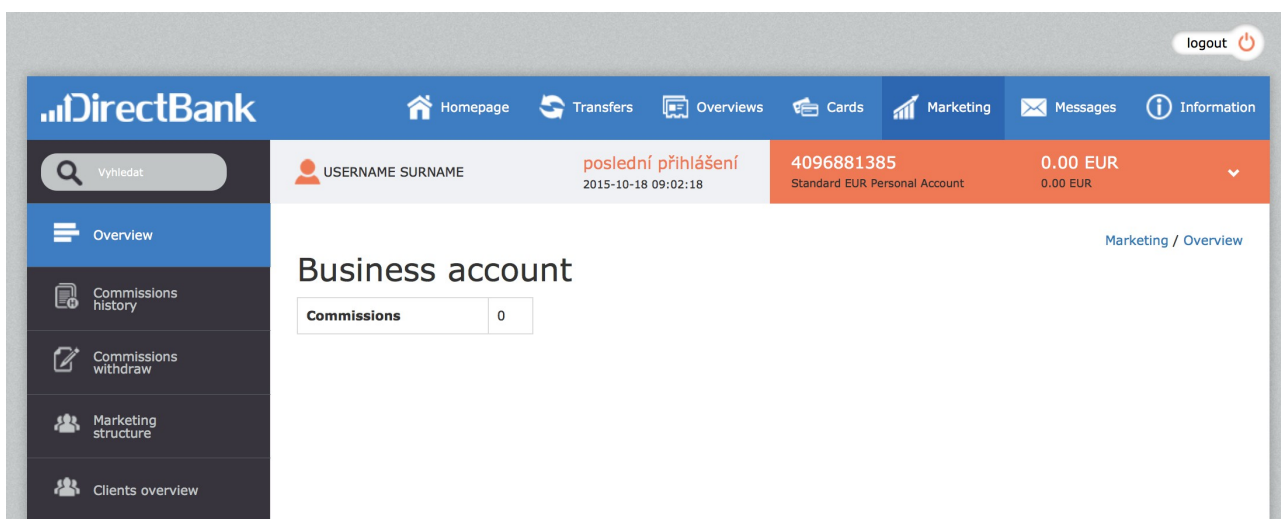 logout
DirectBank
Homepage
Transfers
Overviews
Cards
Marketing
Messages
Information
Vyhledat
USERNAME SURNAME
poslední přihlášení
2015-10-18 09:02:18
4096881385
Standard EUR Personal Account
0.00 EUR
0.00 EUR
Overview
Commissions
history
Commissions
withdraw
Marketing
structure
Clients overview
Marketing / Overview
Business account
Commissions 0